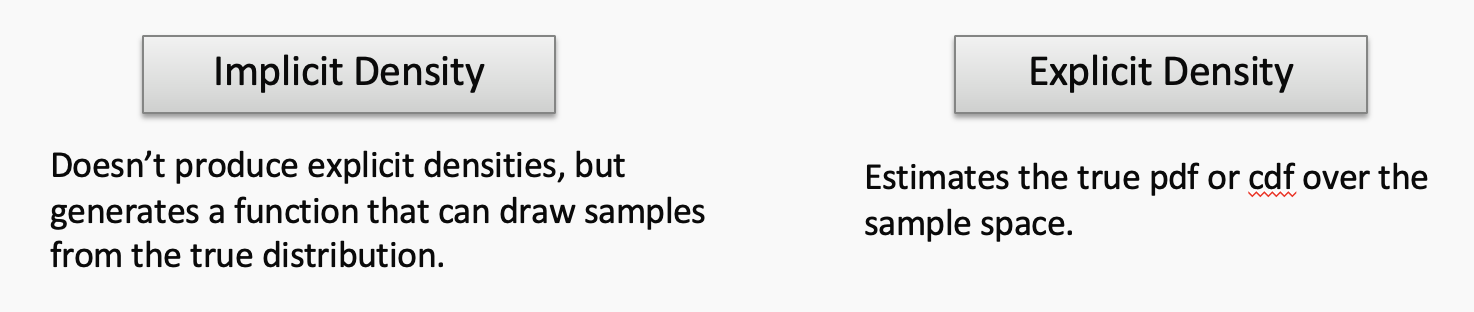 Implicit Density
Doesn’t produce explicit densities, but
generates a function that can draw samples
from the true distribution.
Explicit Density
Estimates the true pdf or cdf over the
sample space.